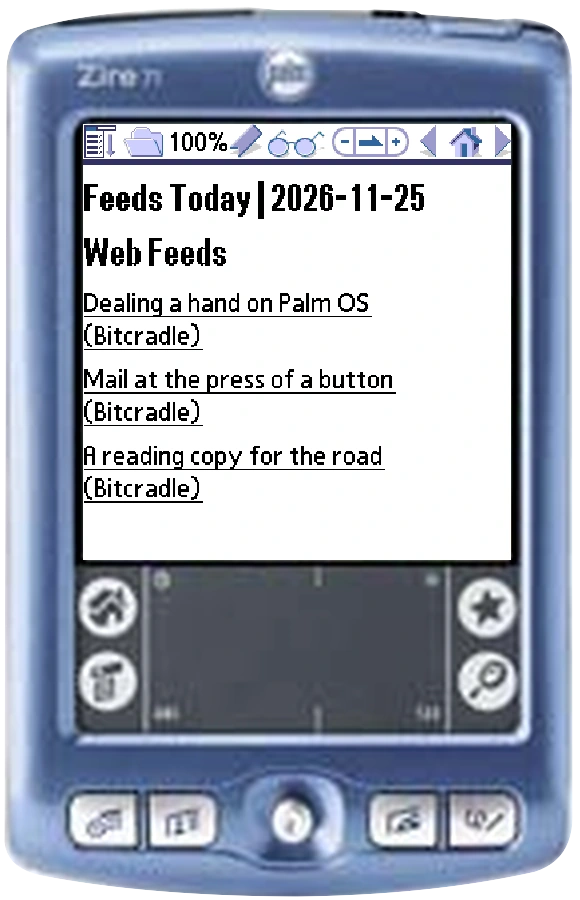 Zire 71
palm
100%
Feeds Today | 2026-11-25
Web Feeds
Dealing a hand on Palm OS
(Bitcradle)
Mail at the press of a button
(Bitcradle)
A reading copy for the road
(Bitcradle)